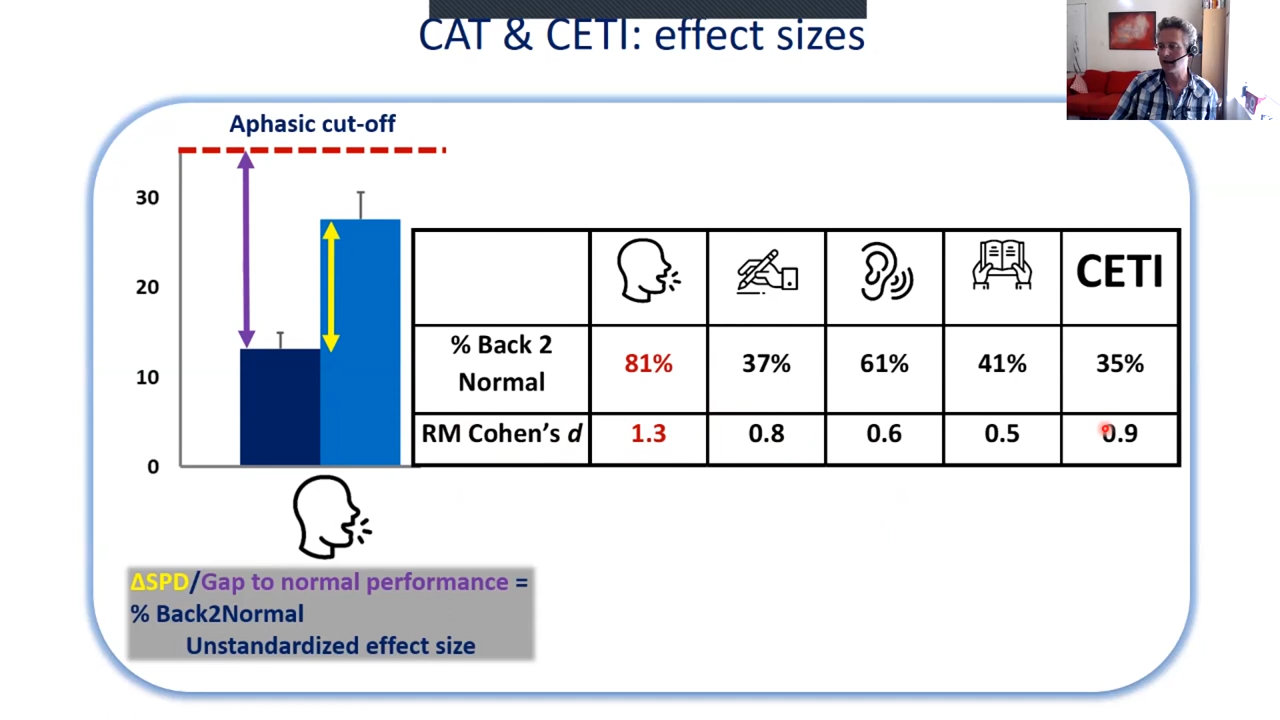 CAT & CETI: effect sizes
Aphasic cut-off
30
20
10
0
CETI
% Back 2
Normal
81%
37%
61%
41%
35%
RM Cohen's d
1.3
0.8
0.6
0.5
0.9
ΔSPD/Gap to normal performance =
% Back2Normal
Unstandardized effect size